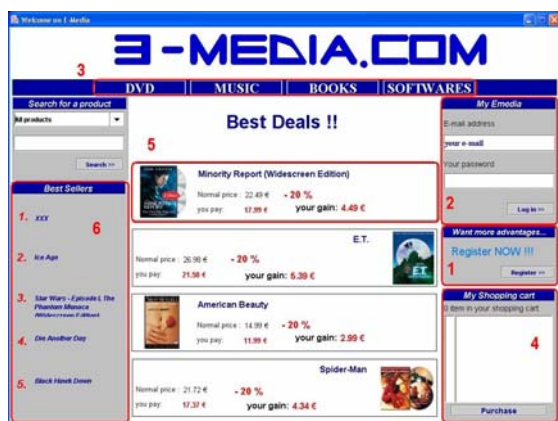 Welcome on E-Media
3-MEDIA.COM
3
DVD
MUSIC
BOOKS
SOFTWARES
Search for a product
All products
Search >>
Best Sellers
6
1. XXX
2. Ice Age
3. Star Wars - Episode I, The
Phantom Menace
(Widescreen Edition)
4. Die Another Day
5. Black Hawk Down
Best Deals !!
5
Minority Report (Widescreen Edition)
Normal price : 22.49 € - 20 %
you pay: 17.99 € your gain: 4.49 €
E.T.
Normal price : 26.98 € - 20 %
you pay: 21.58 € your gain: 5.39 €
American Beauty
Normal price : 14.99 € - 20 %
you pay: 11.99 € your gain: 2.99 €
Spider-Man
Normal price : 21.72 € - 20 %
you pay: 17.37 € your gain: 4.34 €
My Emedia
E-mail address
your e-mail
Your password
2
Log in >>
Want more advantages...
Register NOW !!!
1
Register >>
My Shopping cart
0 item in your shopping cart
4
Purchase